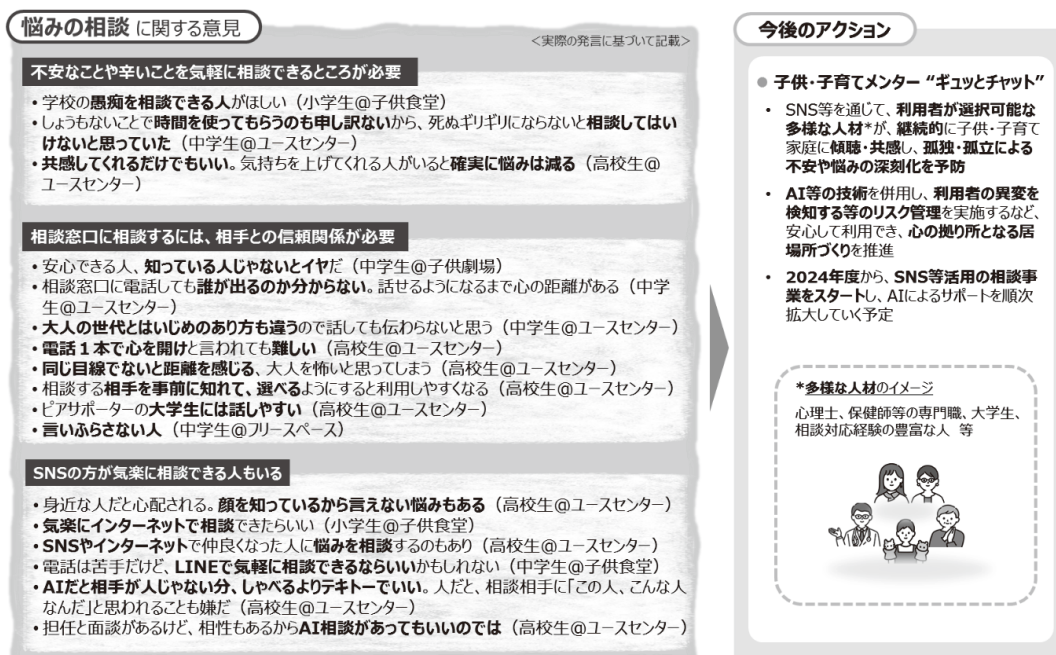 悩みの相談 に関する意見
<実際の発言に基づいて記載>
不安なことや辛いことを気軽に相談できるところが必要
・学校の愚痴を相談できる人がほしい（小学生@子供食堂）
・しょうもないことで時間を使ってもらうのも申し訳ないから、死ぬギリギリにならないと相談してはい
けないと思っていた（中学生@ユースセンター）
・共感してくれるだけでもいい。気持ちを上げてくれる人がいると確実に悩みは減る（高校生@
ユースセンター）
相談窓口に相談するには、相手との信頼関係が必要
・安心できる人、知っている人じゃないとイヤだ（中学生@子供劇場）
・相談窓口に電話しても誰が出るのか分からない。話せるようになるまで心の距離がある（中学
生@ユースセンター）
・大人の世代とはいじめのあり方も違うので話しても伝わらないと思う（中学生@ユースセンター）
・電話１本で心を開けと言われても難しい（高校生@ユースセンター）
・同じ目線でないと距離を感じる、大人を怖いと思ってしまう（高校生@ユースセンター）
・相談する相手を事前に知れて、選べるようにすると利用しやすくなる（高校生@ユースセンター）
・ピアサポーターの大学生には話しやすい（高校生@ユースセンター）
・言いふらさない人（中学生@フリースペース）
SNSの方が気楽に相談できる人もいる
・身近な人だと心配される。顔を知っているから言えない悩みもある（高校生@ユースセンター）
・気楽にインターネットで相談できたらいい（小学生@子供食堂）
・SNSやインターネットで仲良くなった人に悩みを相談するのもあり（高校生@ユースセンター）
・電話は苦手だけど、LINEで気軽に相談できるならいいかもしれない（中学生@子供食堂）
・AIだと相手が人じゃない分、しゃべるよりテキトーでいい。人だと、相談相手に「この人、こんな人
なんだ」と思われることも嫌だ（高校生@ユースセンター）
・担任と面談があるけど、相性もあるからAI相談があってもいいのでは（高校生@ユースセンター）
今後のアクション
● 子供・子育てメンター “ギュッとチャット”
・ SNS等を通じて、利用者が選択可能な
多様な人材*が、継続的に子供・子育て
家庭に傾聴・共感し、孤独・孤立による
不安や悩みの深刻化を予防
・ AI等の技術を併用し、利用者の異変を
検知する等のリスク管理を実施するなど、
安心して利用でき、心の拠り所となる居
場所づくりを推進
・ 2024年度から、SNS等活用の相談事
業をスタートし、AIによるサポートを順次
拡大していく予定
*多様な人材のイメージ
心理士、保健師等の専門職、大学生、
相談対応経験の豊富な人 等